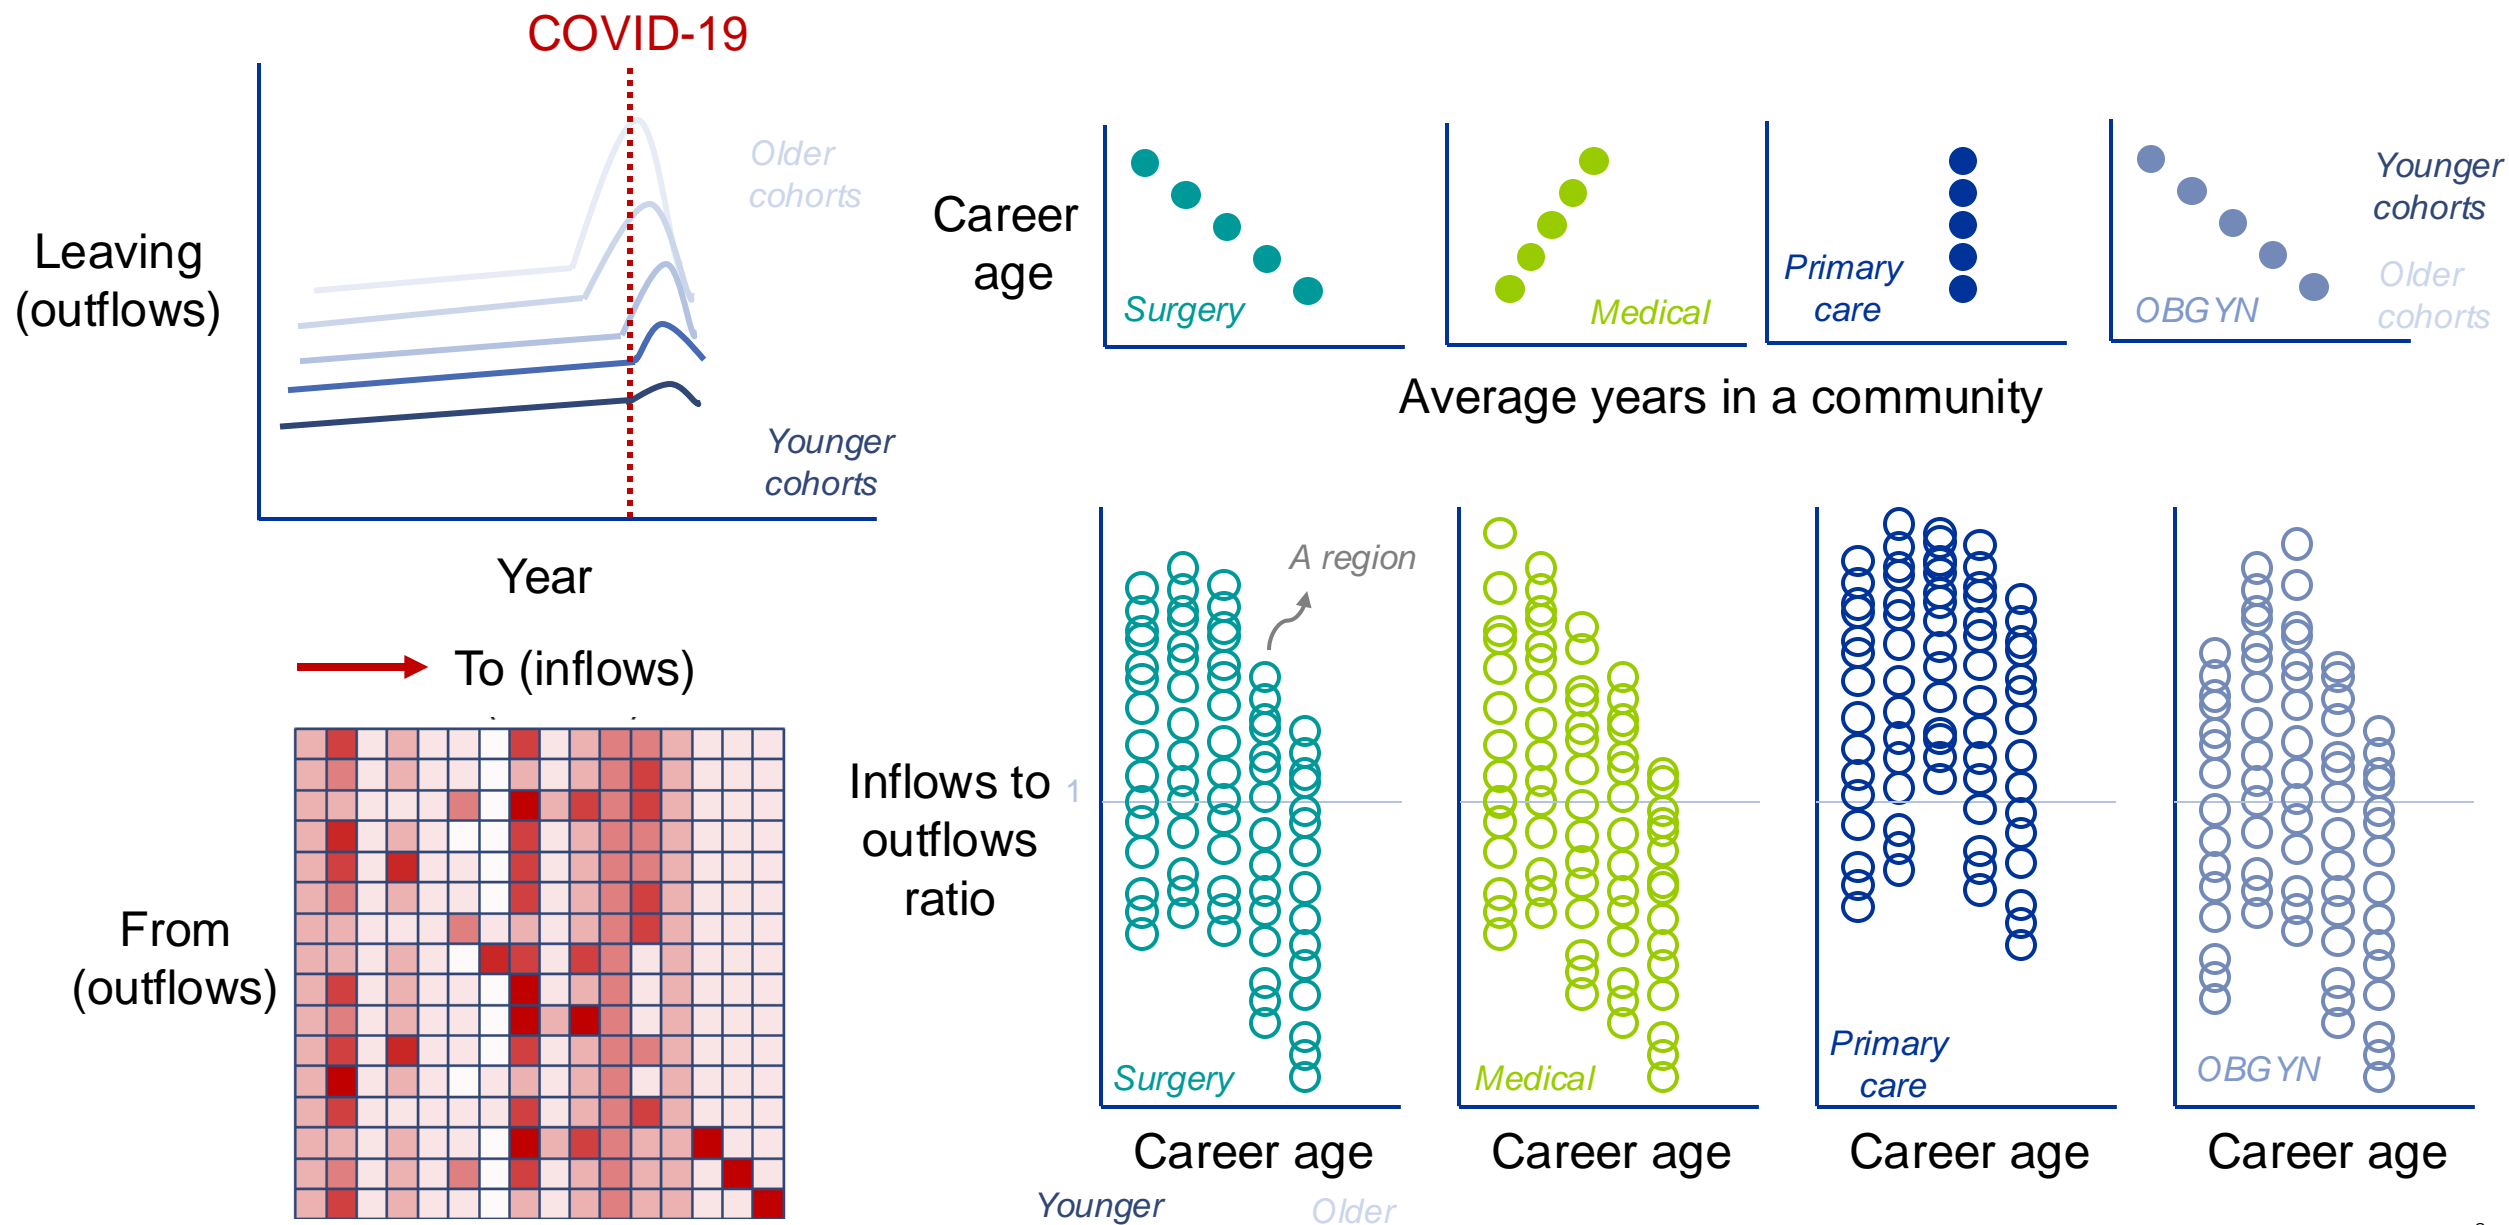 COVID-19
Older
cohorts
Leaving
(outflows)
Younger
cohorts
Year
Career
age
Surgery
Medical
Primary
care
OBGYN
Younger
cohorts
Older
cohorts
Average years in a community
To (inflows)
From
(outflows)
Inflows to
outflows
ratio
1
A region
Surgery
Medical
Primary
care
OBGYN
Career age
Career age
Career age
Career age
Younger
Older